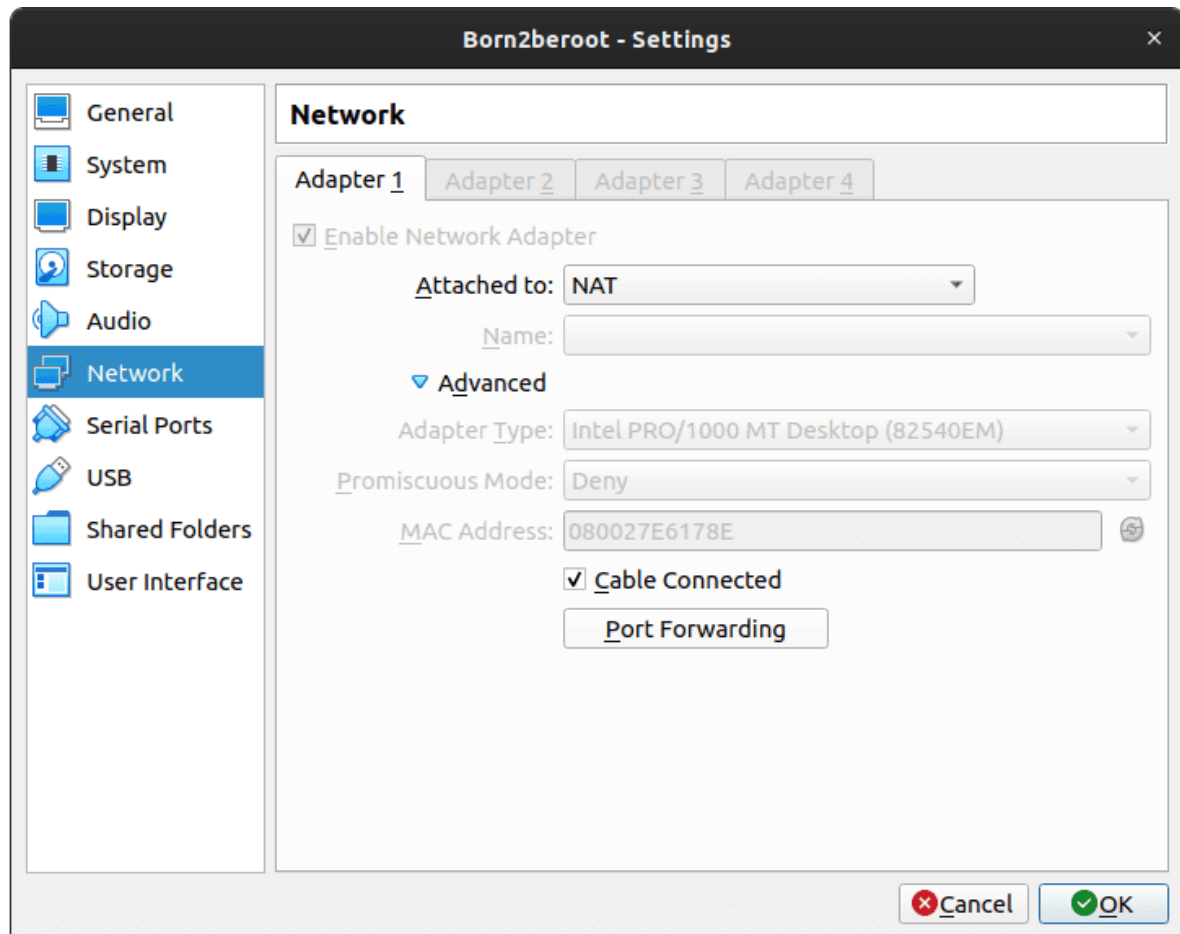 Born2beroot - Settings
General
System
Display
Storage
Audio
Network
Serial Ports
USB
Shared Folders
User Interface
Network
Adapter 1 Adapter 2 Adapter 3 Adapter 4
Enable Network Adapter
Attached to: NAT
Name:
Advanced
Adapter Type: Intel PRO/1000 MT Desktop (82540EM)
Promiscuous Mode: Deny
MAC Address: 080027E6178E
Cable Connected
Port Forwarding
Cancel OK